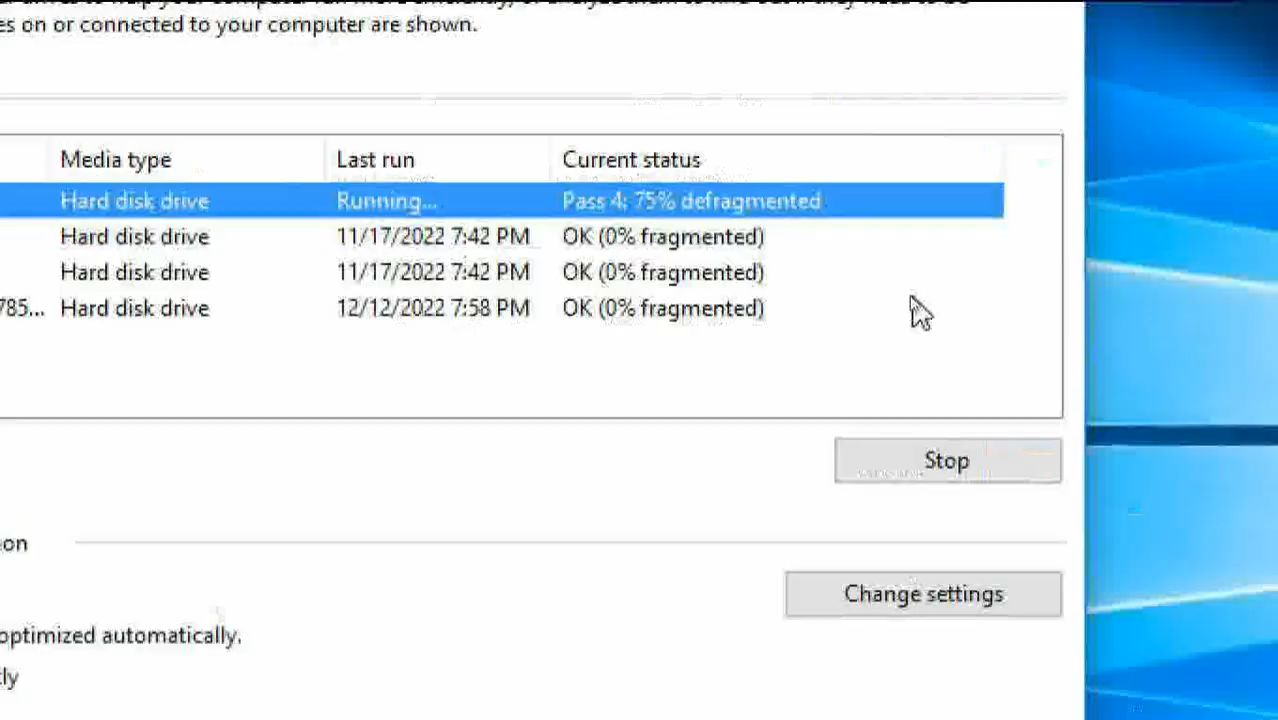 es on or connected to your computer are shown.
Media type Last run Current status
Hard disk drive Running... Pass 4: 75% defragmented
Hard disk drive 11/17/2022 7:42 PM OK (0% fragmented)
Hard disk drive 11/17/2022 7:42 PM OK (0% fragmented)
785... Hard disk drive 12/12/2022 7:58 PM OK (0% fragmented)
Stop
on
Change settings
optimized automatically.
tly